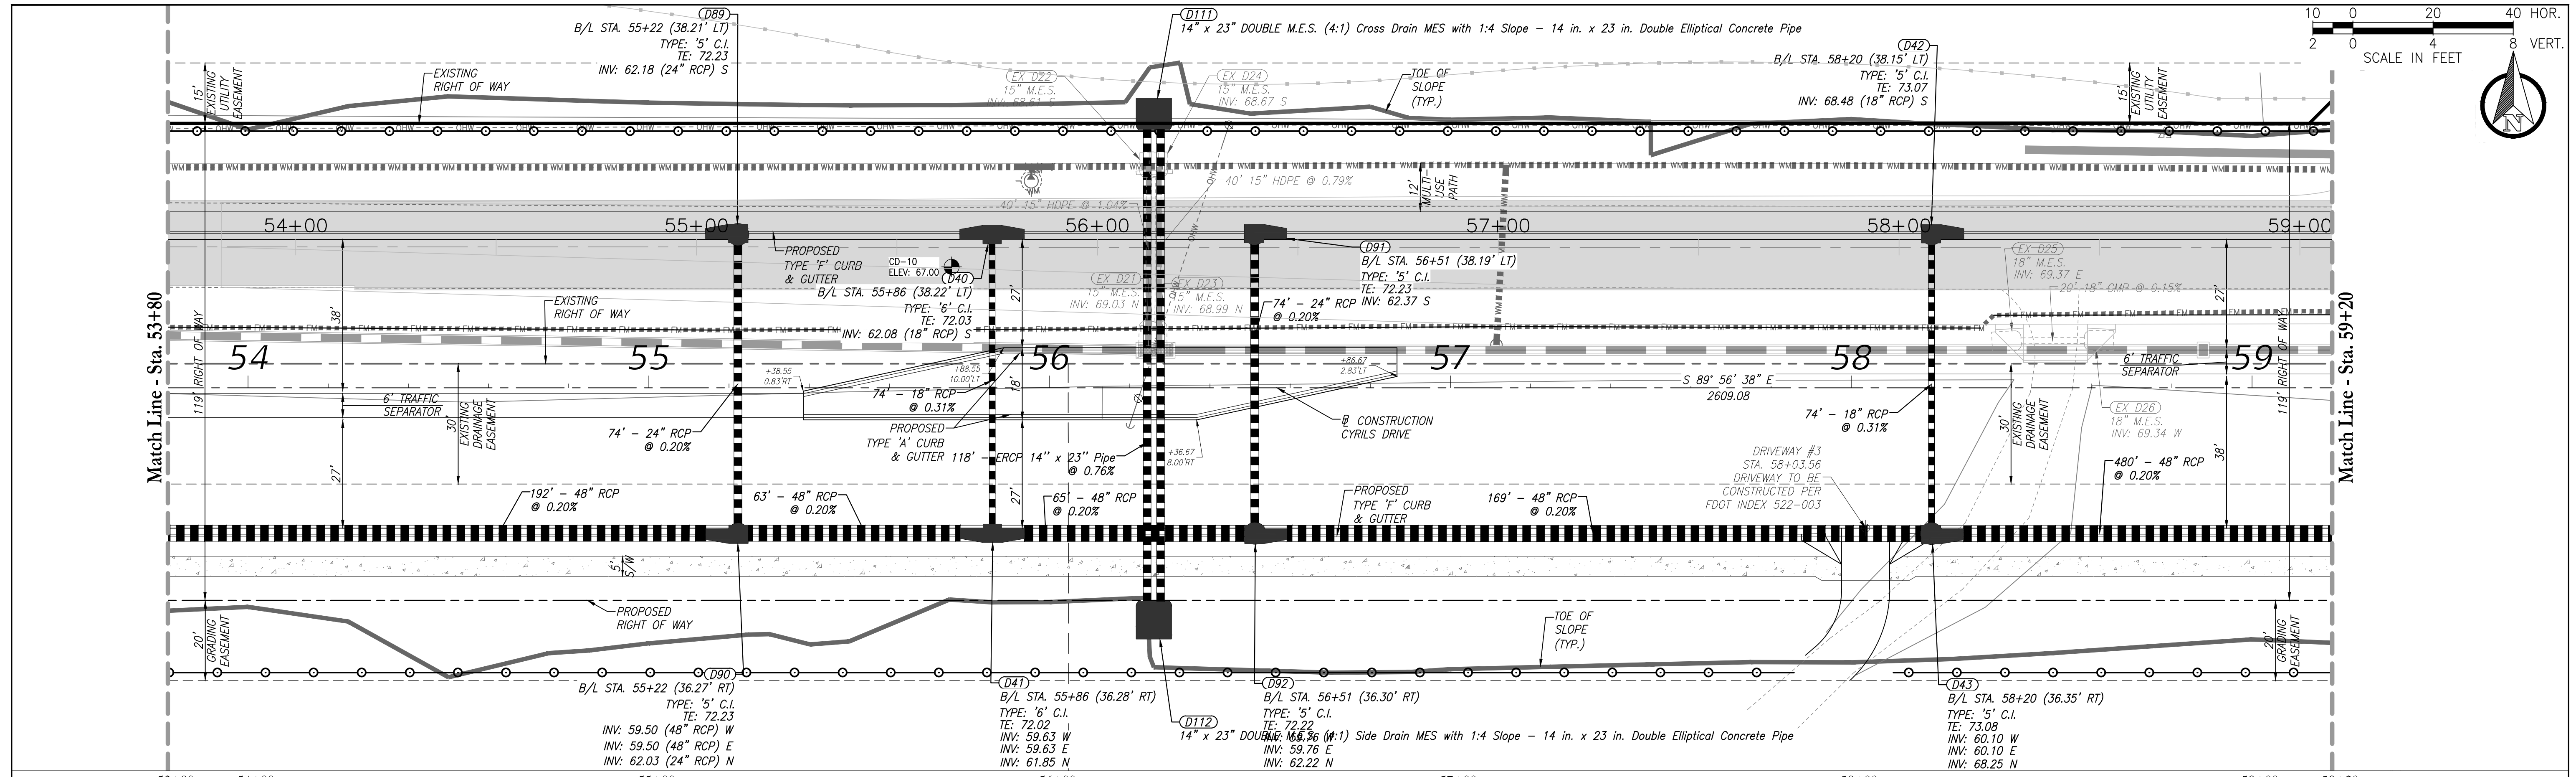 D89
B/L STA. 55+22 (38.21' LT)
TYPE: '5' C.I.
TE: 72.23
INV: 62.18 (24" RCP) S
D111
14" x 23" DOUBLE M.E.S. (4:1) Cross Drain MES with 1:4 Slope – 14 in. x 23 in. Double Elliptical Concrete Pipe
D42
B/L STA. 58+20 (38.15' LT)
TYPE: '5' C.I.
TE: 73.07
INV: 68.48 (18" RCP) S
10 0 20 40 HOR.
2 0 4 8 VERT.
SCALE IN FEET
N
15'
EXISTING
UTILITY
EASEMENT
EXISTING
RIGHT OF WAY
EX D22
15" M.E.S.
INV: 68.61 S
EX D24
15" M.E.S.
INV: 68.67 S
TOE OF
SLOPE
(TYP.)
15'
EXISTING
UTILITY
EASEMENT
40' 15" HDPE @ 0.79%
40' 15" HDPE @ 1.04%
12'
MULTI-
USE
PATH
54+00
55+00
56+00
57+00
58+00
59+00
PROPOSED
TYPE 'F' CURB
& GUTTER
CD-10
ELEV: 67.00
D40
B/L STA. 55+86 (38.22' LT)
TYPE: '6' C.I.
TE: 72.03
INV: 62.08 (18" RCP) S
27'
EX D21
15" M.E.S.
INV: 69.03 N
EX D23
15" M.E.S.
INV: 68.99 N
D91
B/L STA. 56+51 (38.19' LT)
TYPE: '5' C.I.
TE: 72.23
INV: 62.37 S
74' – 24" RCP
@ 0.20%
EX D25
18" M.E.S.
INV: 69.37 E
20' 18" CMP @ 0.15%
27'
Match Line - Sta. 53+80
119' RIGHT OF WAY
38'
EXISTING
RIGHT OF WAY
54
55
56
57
58
59
+38.55
0.83'RT
+88.55
10.00'LT
18'
+86.67
2.83'LT
S 89° 56' 38" E
2609.08
6' TRAFFIC
SEPARATOR
119' RIGHT OF WAY
Match Line - Sta. 59+20
6' TRAFFIC
SEPARATOR
30'
EXISTING
DRAINAGE
EASEMENT
74' – 24" RCP
@ 0.20%
74' – 18" RCP
@ 0.31%
PROPOSED
TYPE 'A' CURB
& GUTTER
118' – ERCP 14'' x 23'' Pipe
@ 0.76%
+36.67
8.00'RT
CONSTRUCTION
CYRILS DRIVE
74' – 18" RCP
@ 0.31%
30'
EXISTING
DRAINAGE
EASEMENT
EX D26
18" M.E.S.
INV: 69.34 W
38'
27'
27'
192' – 48" RCP
@ 0.20%
63' – 48" RCP
@ 0.20%
65' – 48" RCP
@ 0.20%
PROPOSED
TYPE 'F' CURB
& GUTTER
169' – 48" RCP
@ 0.20%
DRIVEWAY #3
STA. 58+03.56
DRIVEWAY TO BE
CONSTRUCTED PER
FDOT INDEX 522-003
480' – 48" RCP
@ 0.20%
5'
S/W
PROPOSED
RIGHT OF WAY
TOE OF
SLOPE
(TYP.)
20'
GRADING
EASEMENT
20'
GRADING
EASEMENT
D90
B/L STA. 55+22 (36.27' RT)
TYPE: '5' C.I.
TE: 72.23
INV: 59.50 (48" RCP) W
INV: 59.50 (48" RCP) E
INV: 62.03 (24" RCP) N
D41
B/L STA. 55+86 (36.28' RT)
TYPE: '6' C.I.
TE: 72.02
INV: 59.63 W
INV: 59.63 E
INV: 61.85 N
D112
14" x 23" DOUBLE M.E.S. (4:1) Side Drain MES with 1:4 Slope – 14 in. x 23 in. Double Elliptical Concrete Pipe
D92
B/L STA. 56+51 (36.30' RT)
TYPE: '5' C.I.
TE: 72.22
INV: 59.76 W
INV: 59.76 E
INV: 62.22 N
D43
B/L STA. 58+20 (36.35' RT)
TYPE: '5' C.I.
TE: 73.08
INV: 60.10 W
INV: 60.10 E
INV: 68.25 N